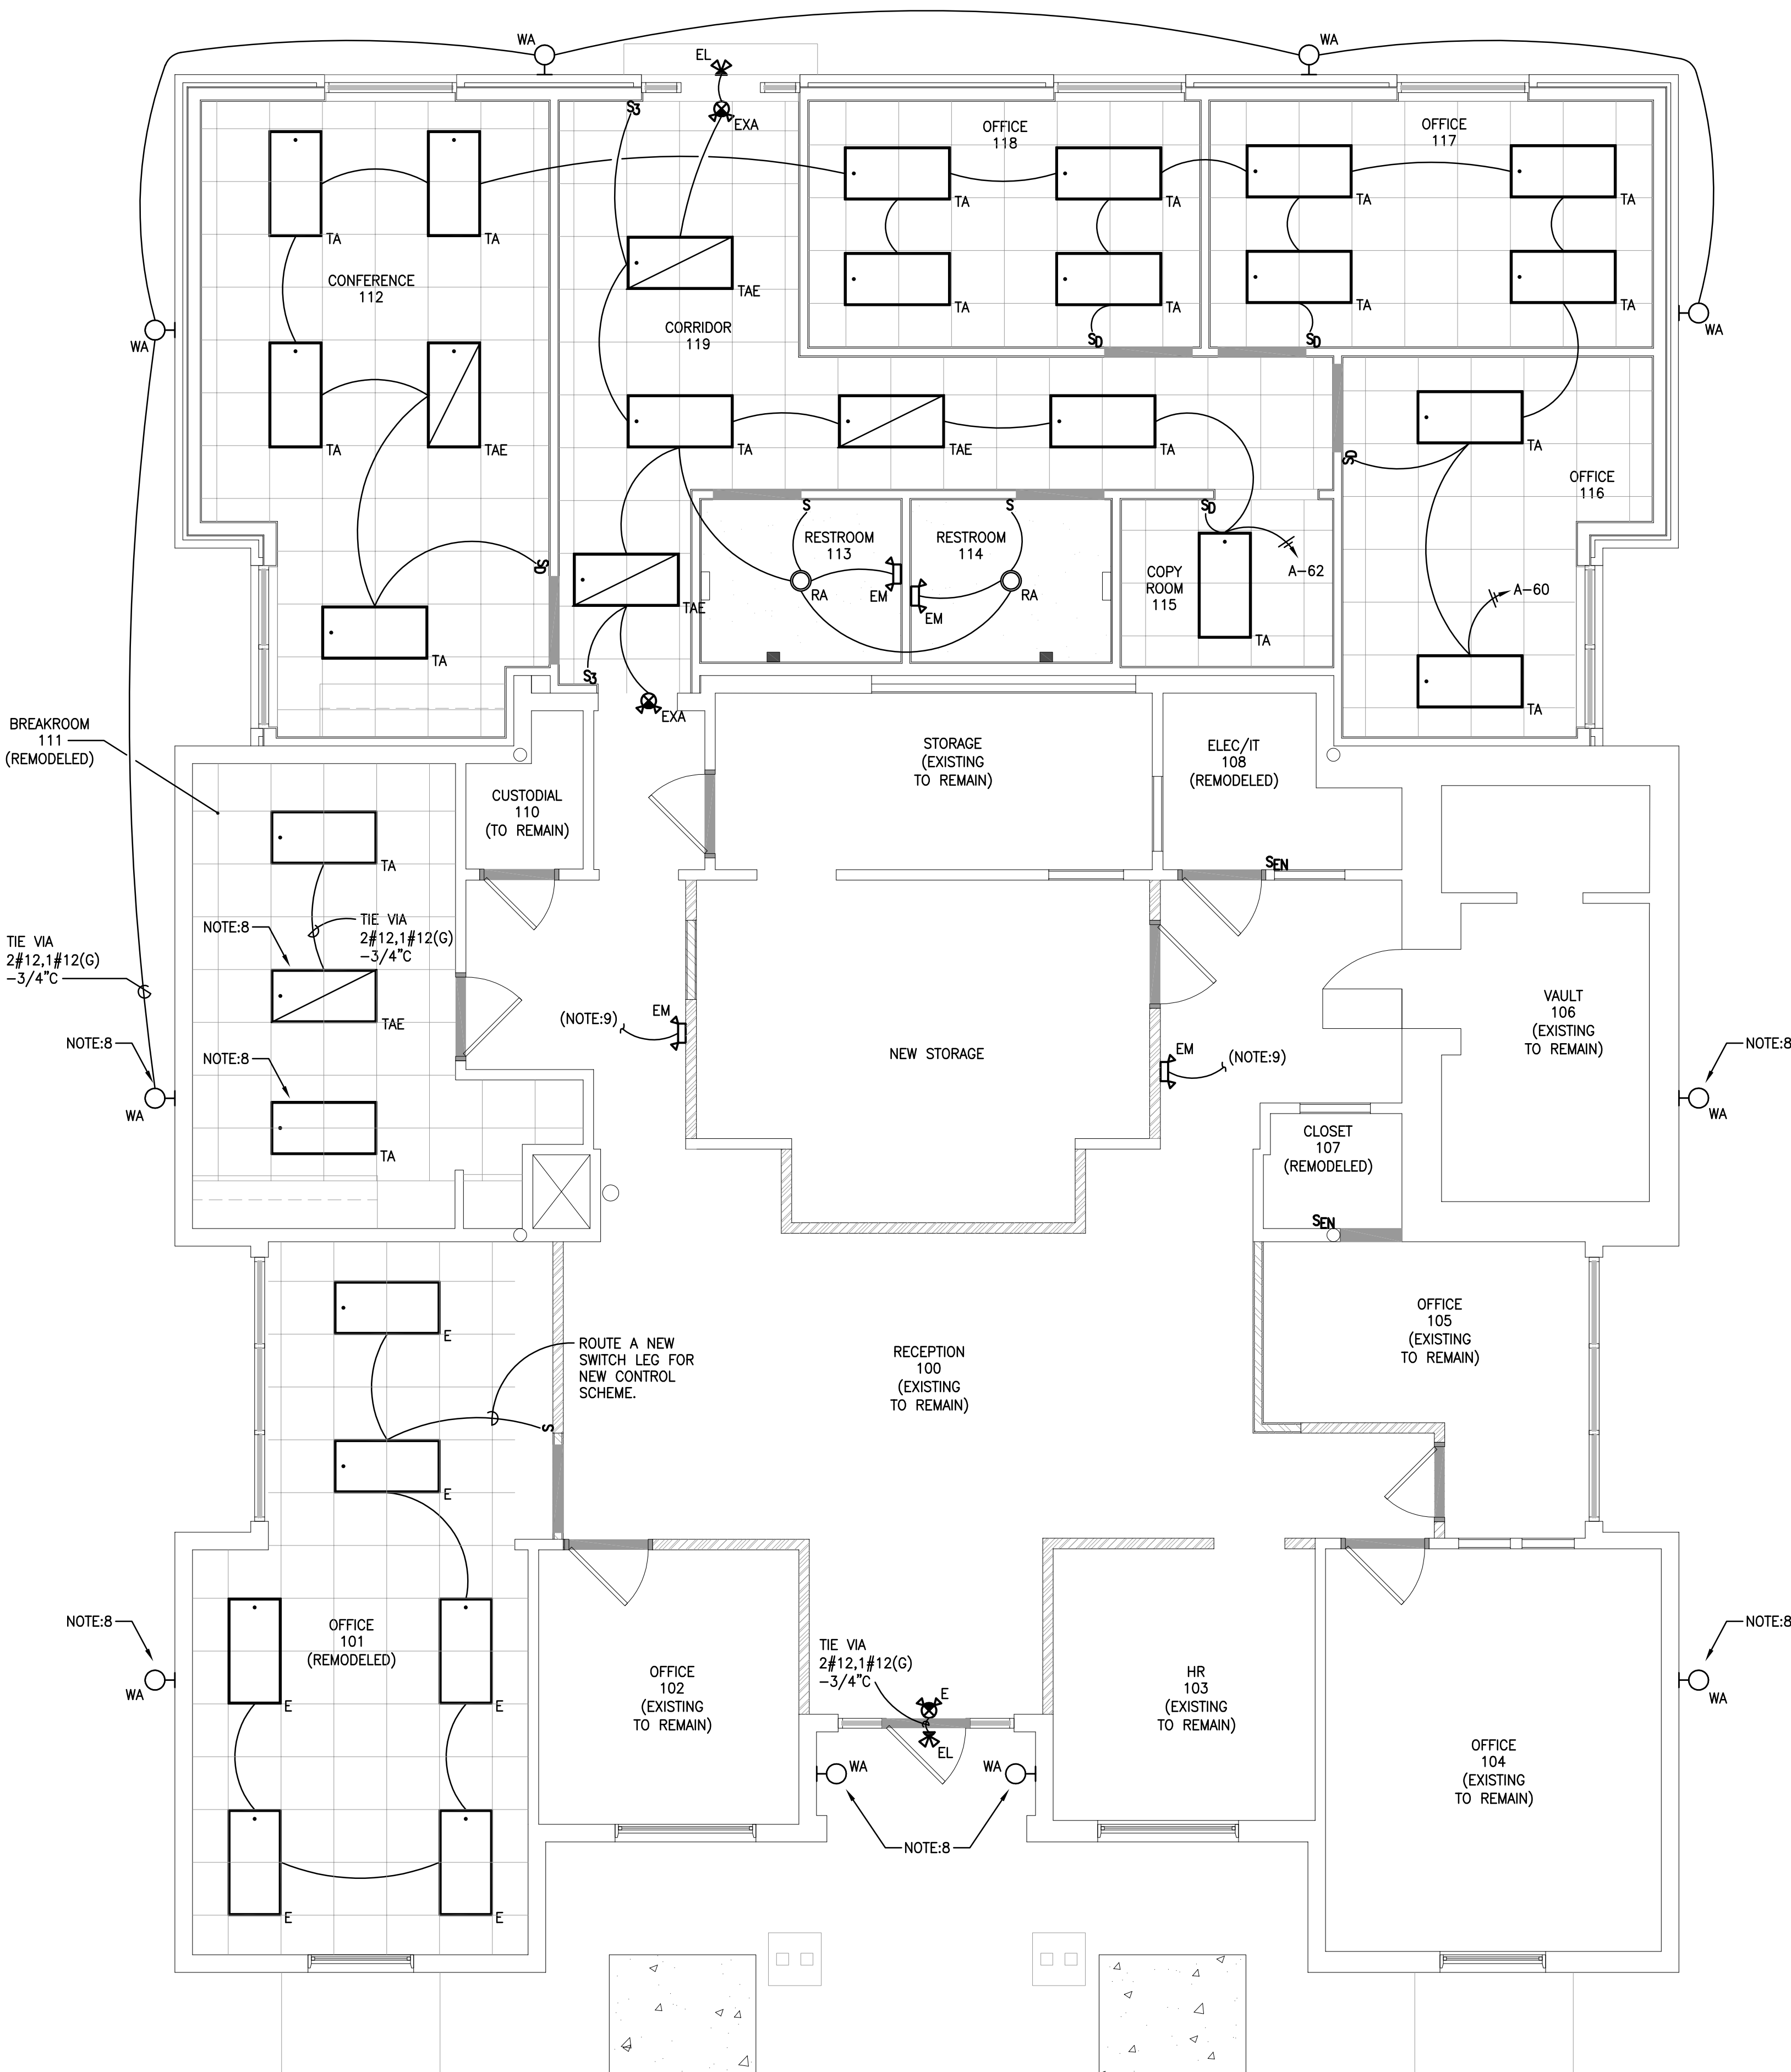 WA
WA
EL
S3
EXA
OFFICE
118
OFFICE
117
TA
TA
TA
TA
TA
TA
CONFERENCE
112
TAE
CORRIDOR
119
TA
TA
TA
TA
WA
WA
SD
SD
TA
TAE
TA
TAE
TA
TA
SD
OFFICE
116
S
RESTROOM
113
S
RESTROOM
114
SD
SD
COPY
ROOM
115
A-62
A-60
RA
EM
RA
EM
TAE
TA
TA
S3
EXA
TA
BREAKROOM
111
(REMODELED)
STORAGE
(EXISTING
TO REMAIN)
ELEC/IT
108
(REMODELED)
CUSTODIAL
110
(TO REMAIN)
TA
SEN
NOTE:8
TIE VIA
2#12,1#12(G)
-3/4"C
TIE VIA
2#12,1#12(G)
-3/4"C
TAE
VAULT
106
(EXISTING
TO REMAIN)
(NOTE:9)
EM
NEW STORAGE
EM
(NOTE:9)
NOTE:8
NOTE:8
NOTE:8
WA
WA
TA
CLOSET
107
(REMODELED)
SEN
OFFICE
105
(EXISTING
TO REMAIN)
E
ROUTE A NEW
SWITCH LEG FOR
NEW CONTROL
SCHEME.
RECEPTION
100
(EXISTING
TO REMAIN)
S
E
NOTE:8
NOTE:8
OFFICE
101
(REMODELED)
TIE VIA
2#12,1#12(G)
-3/4"C
OFFICE
102
(EXISTING
TO REMAIN)
HR
103
(EXISTING
TO REMAIN)
WA
WA
E
E
E
EL
WA
WA
OFFICE
104
(EXISTING
TO REMAIN)
NOTE:8
E
E